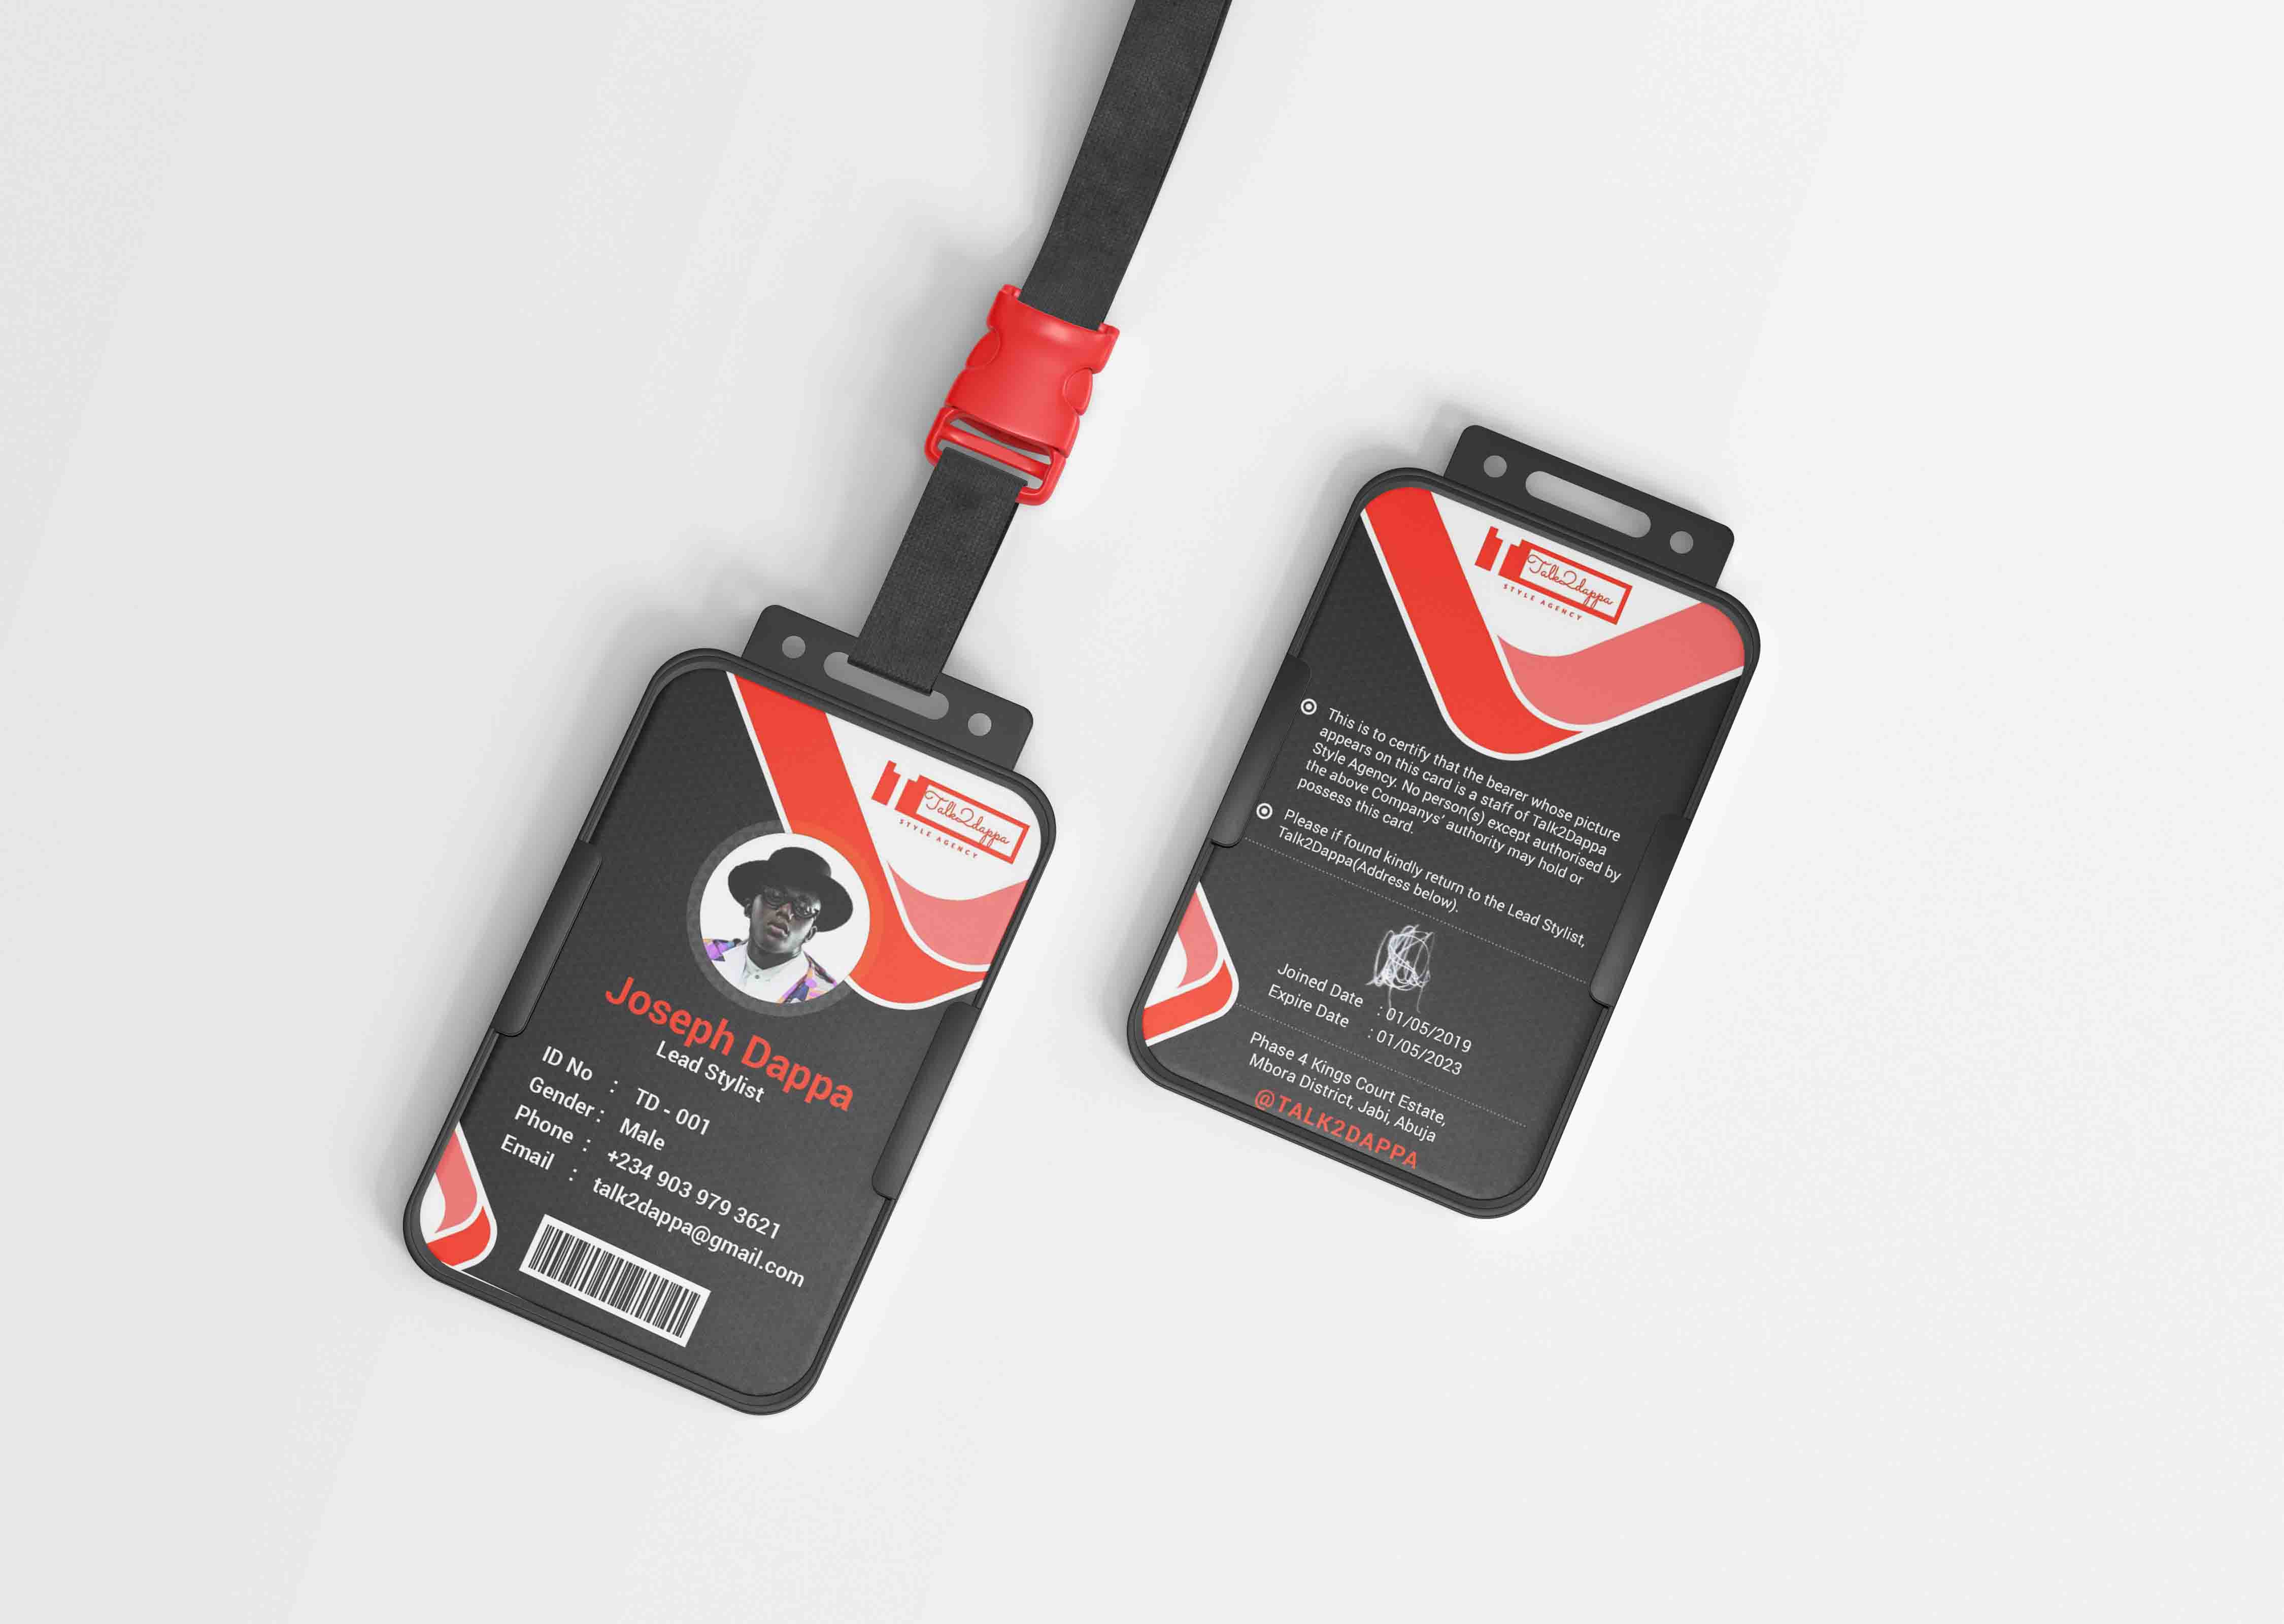 Talk2dappa
STYLE AGENCY
Joseph Dappa
Lead Stylist
ID No : TD - 001
Gender : Male
Phone : +234 903 979 3621
Email : talk2dappa@gmail.com
Talk2dappa
STYLE AGENCY
This is to certify that the bearer whose picture
appears on this card is a staff of Talk2Dappa
Style Agency. No person(s) except authorised by
the above Companys' authority may hold or
possess this card.
Please if found kindly return to the Lead Stylist,
Talk2Dappa(Address below).
Joined Date : 01/05/2019
Expire Date : 01/05/2023
Phase 4 Kings Court Estate,
Mbora District, Jabi, Abuja
@TALK2DAPPA